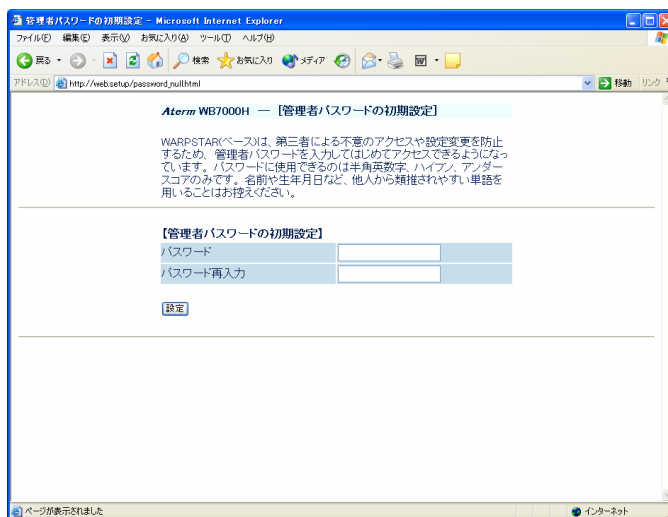 管理者パスワードの初期設定 - Microsoft Internet Explorer
ファイル(F) 編集(E) 表示(V) お気に入り(A) ツール(T) ヘルプ(H)
戻る 検索 お気に入り メディア
アドレス(D) http://web.setup/password_null.html 移動 リンク
Aterm WB7000H — [管理者パスワードの初期設定]
WARPSTAR(ベース)は、第三者による不意のアクセスや設定変更を防止
するため、管理者パスワードを入力してはじめてアクセスできるようになっ
ています。パスワードに使用できるのは半角英数字、ハイフン、アンダー
スコアのみです。名前や生年月日など、他人から類推されやすい単語を
用いることはお控えください。
【管理者パスワードの初期設定】
パスワード
パスワード再入力
設定
ページが表示されました インターネット